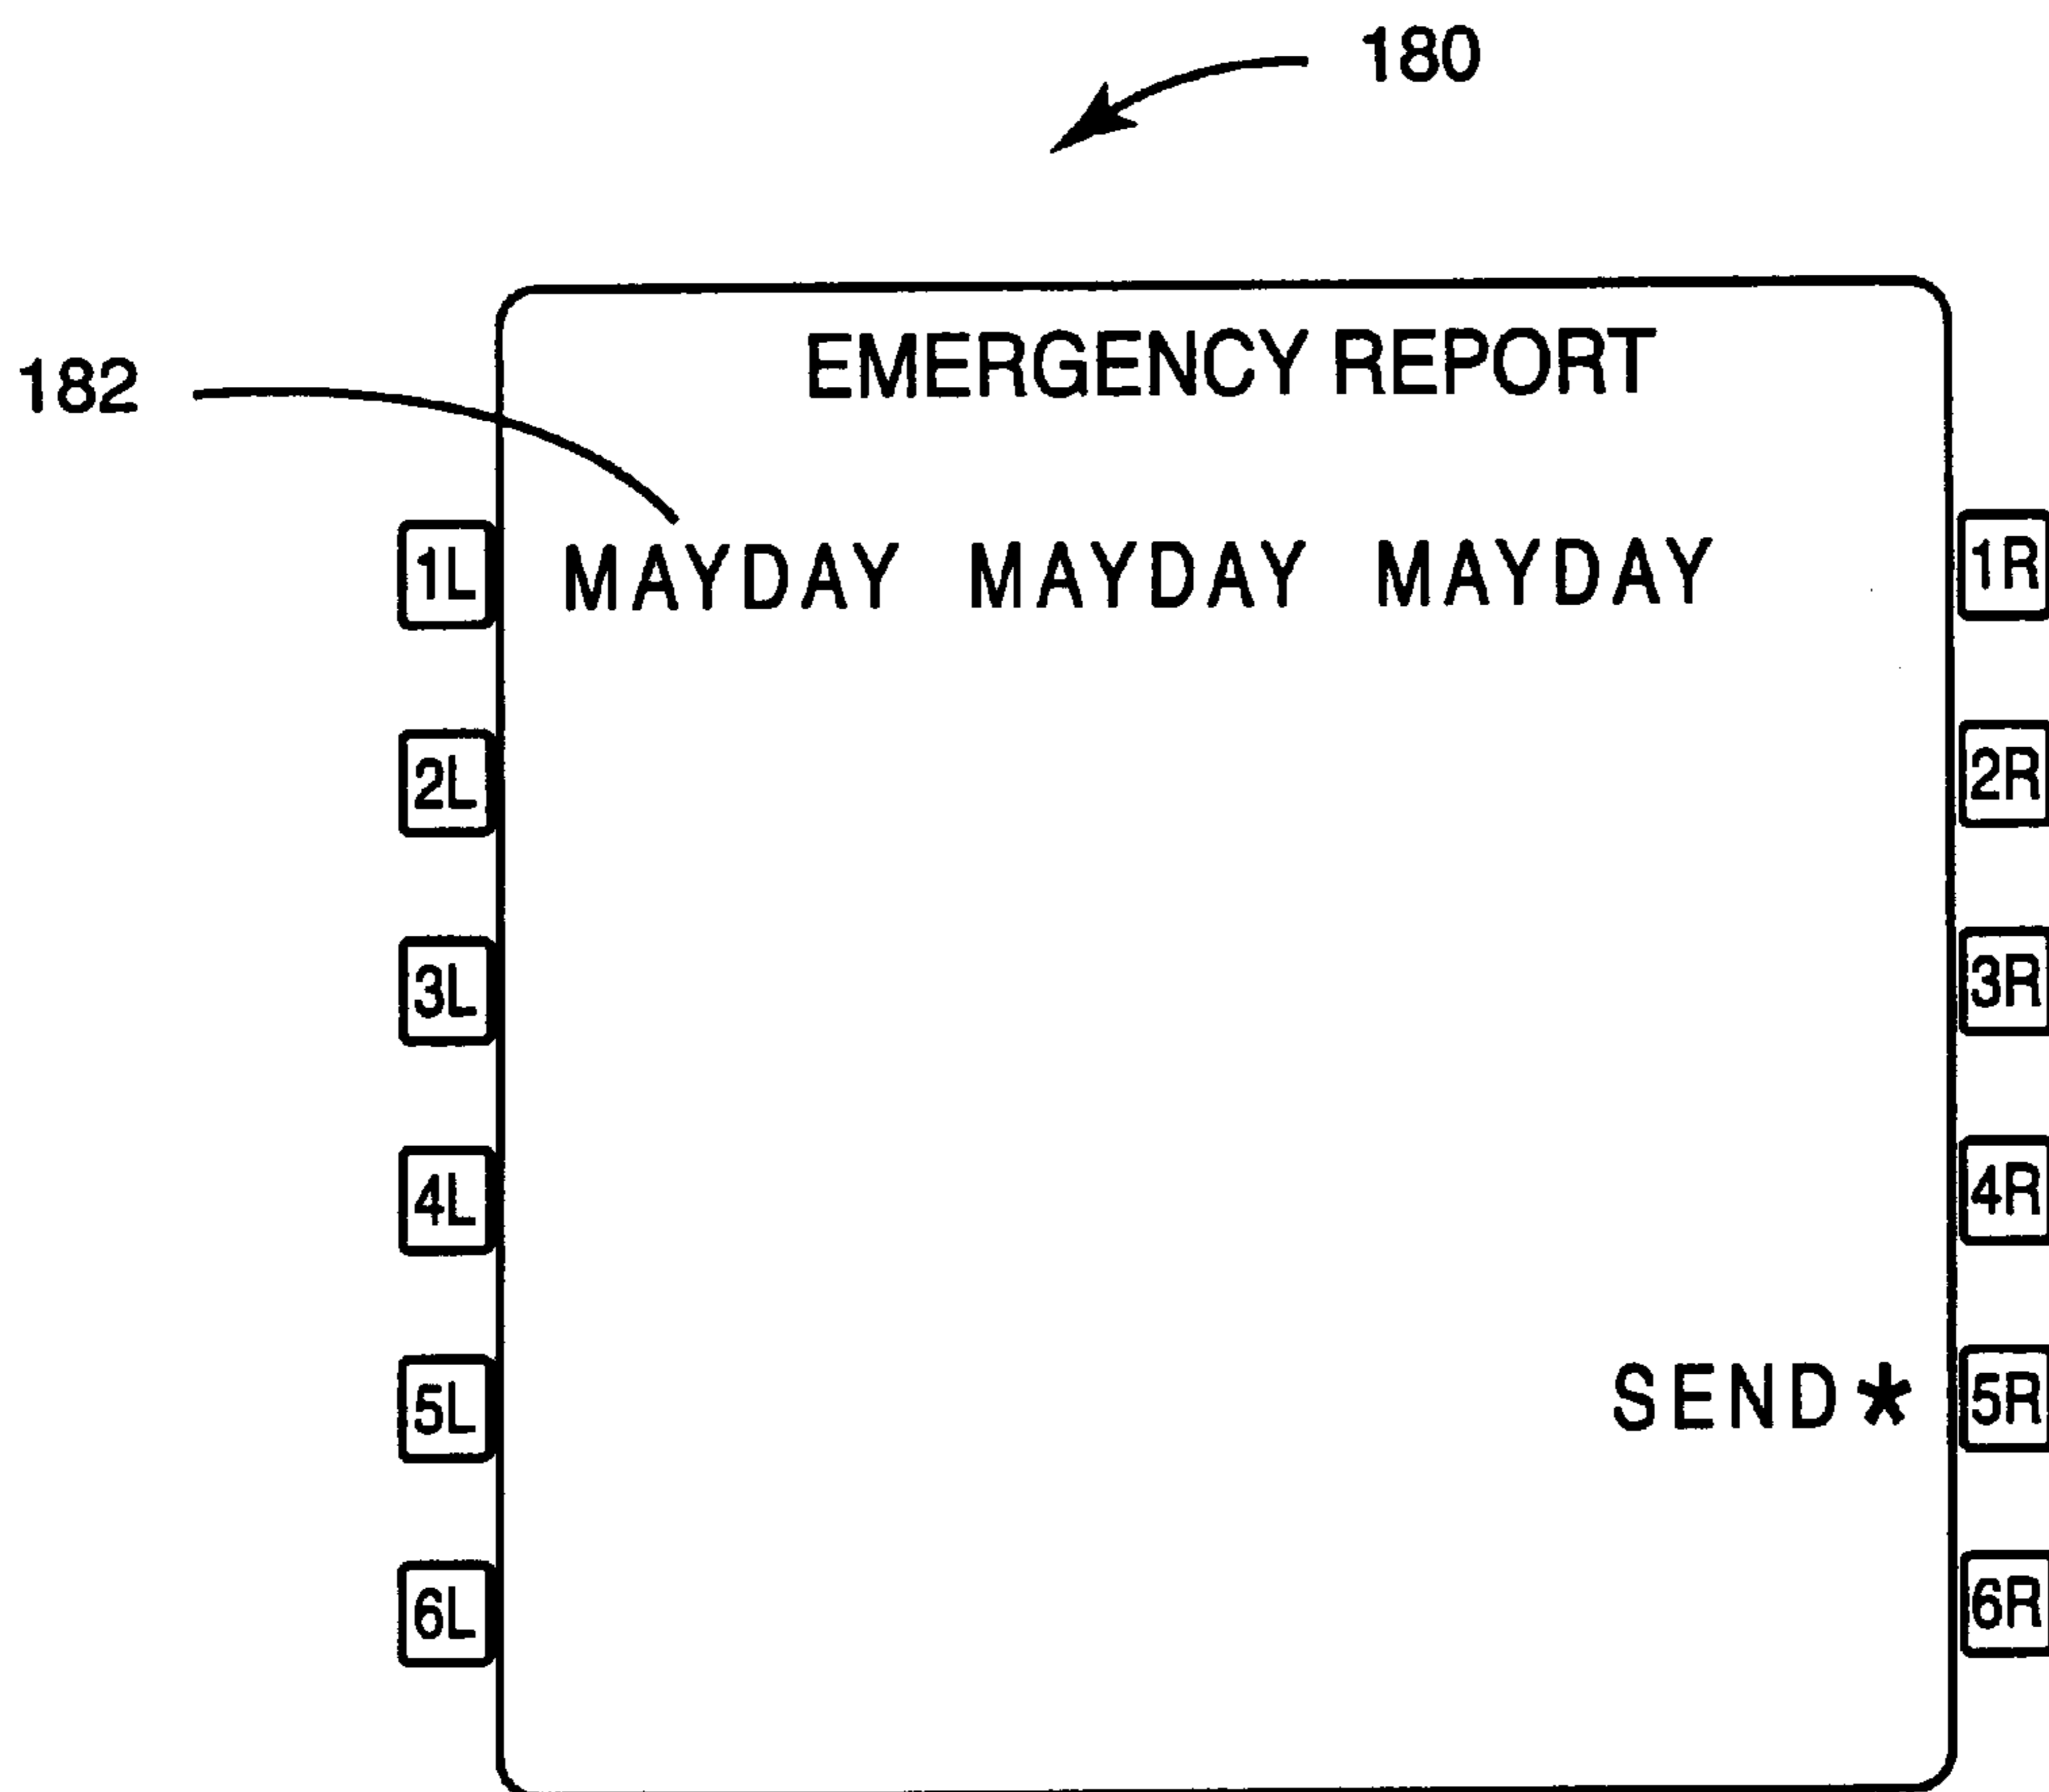 180
EMERGENCY REPORT
182
1L MAYDAY MAYDAY MAYDAY 1R
2L 2R
3L 3R
4L 4R
5L SEND* 5R
6L 6R